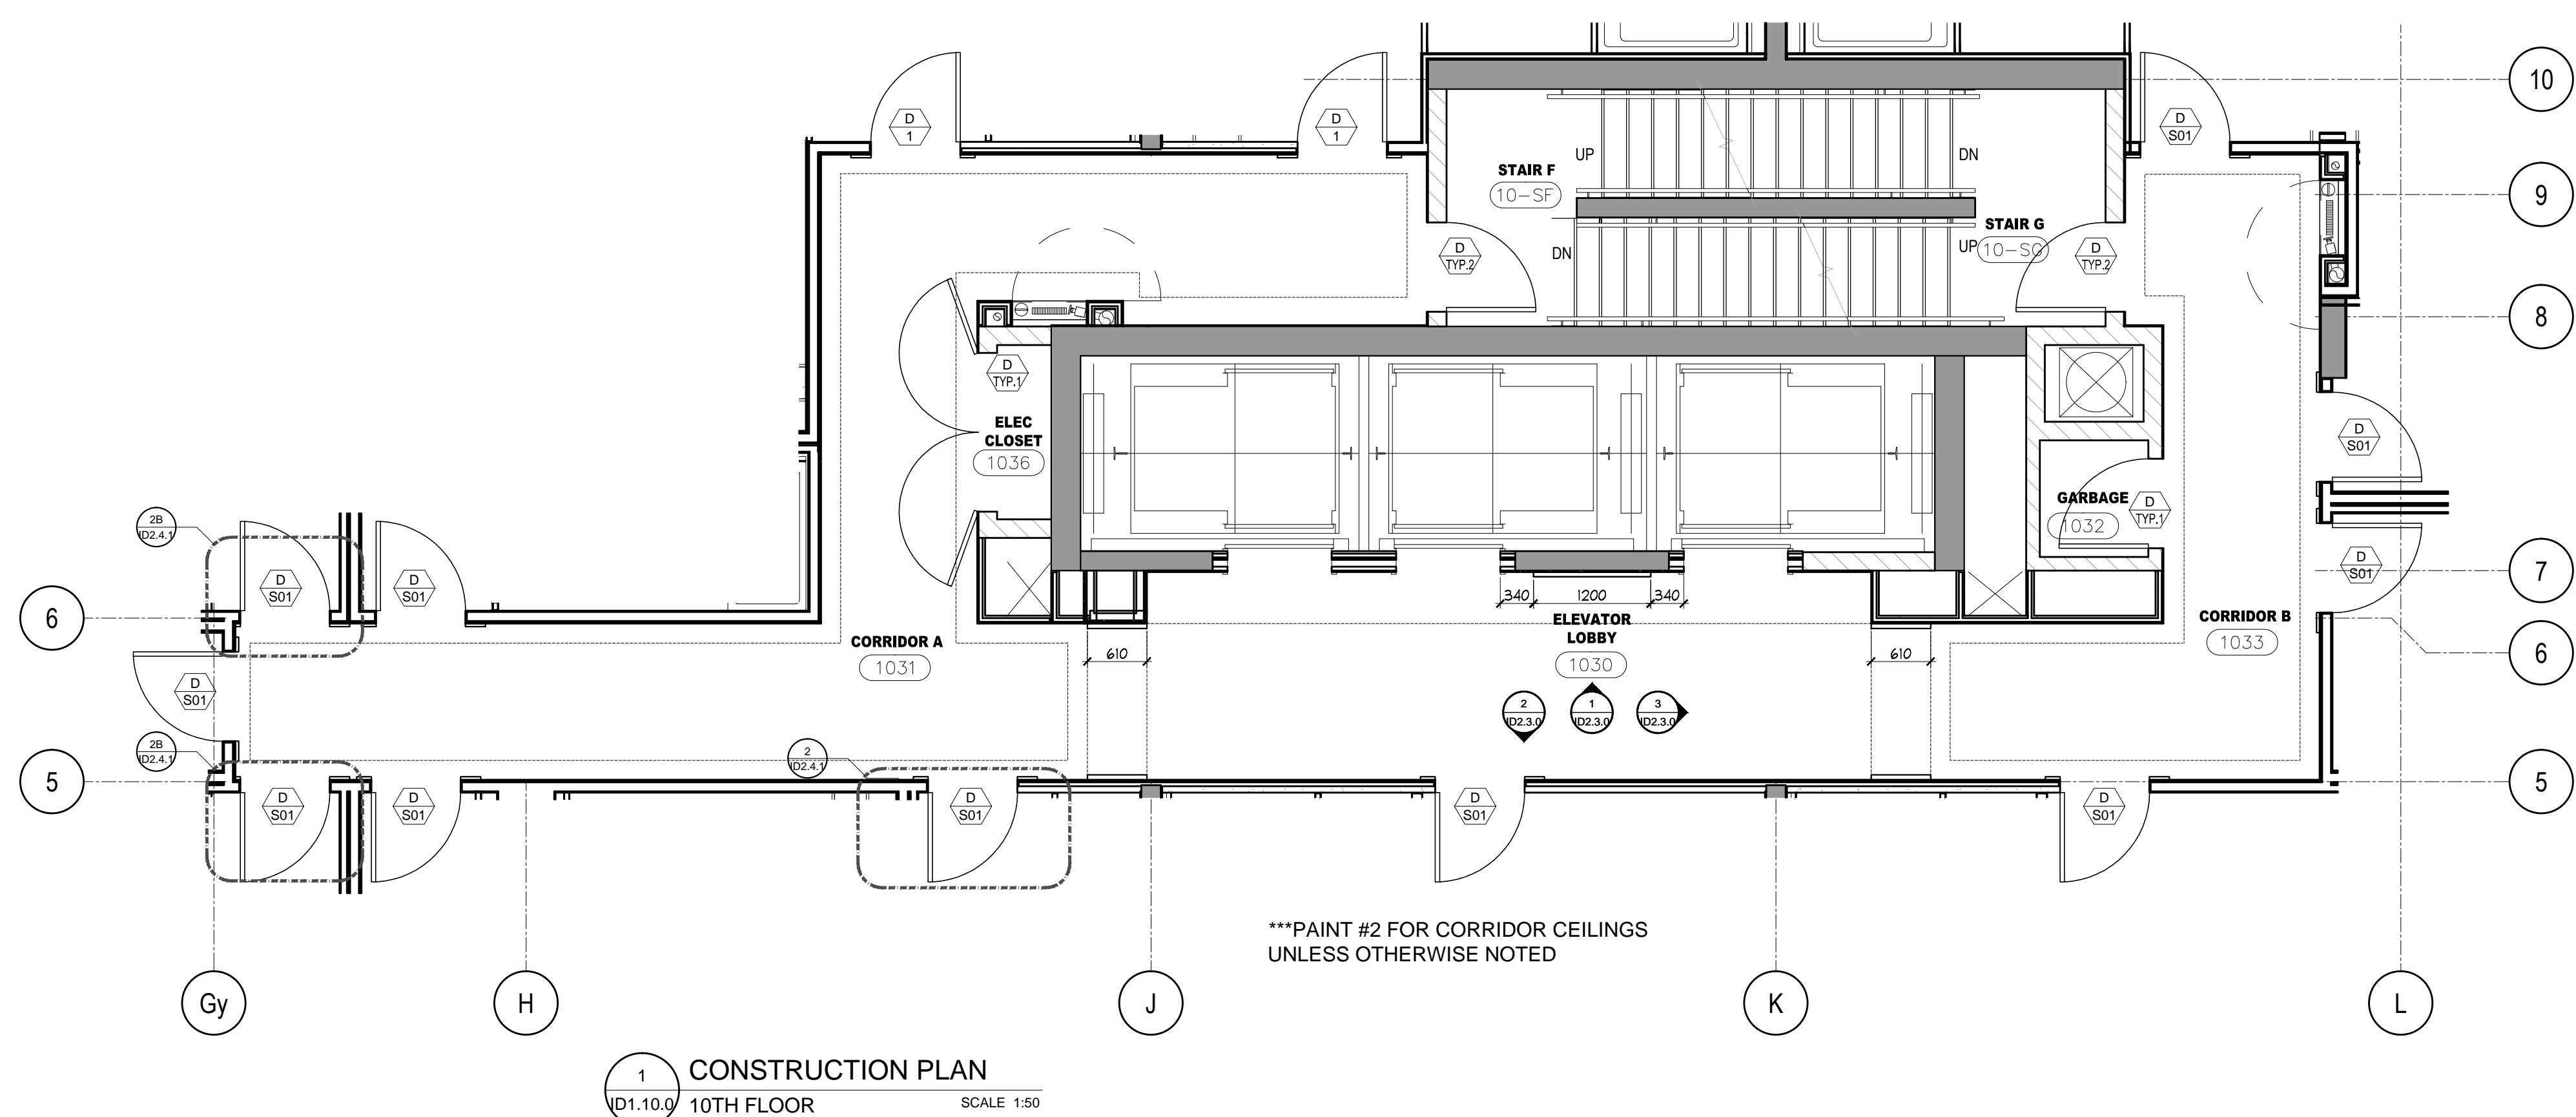 10
D
1
D
1
D
S01
UP
DN
STAIR F
10-SF
9
STAIR G
UP
10-SG
DN
D
TYP.2
D
TYP.2
8
D
TYP.1
ELEC
CLOSET
1036
D
S01
GARBAGE
1032
D
TYP.1
2B
ID2.4.1
D
S01
D
S01
D
S01
7
340
1200
340
6
ELEVATOR
LOBBY
1030
CORRIDOR A
1031
CORRIDOR B
1033
610
610
6
D
S01
2
ID2.3.0
1
ID2.3.0
3
ID2.3.0
2B
ID2.4.1
2
ID2.4.1
5
5
D
S01
D
S01
D
S01
D
S01
D
S01
***PAINT #2 FOR CORRIDOR CEILINGS
UNLESS OTHERWISE NOTED
Gy
H
J
K
L
1
ID1.10.0
CONSTRUCTION PLAN
10TH FLOOR
SCALE 1:50